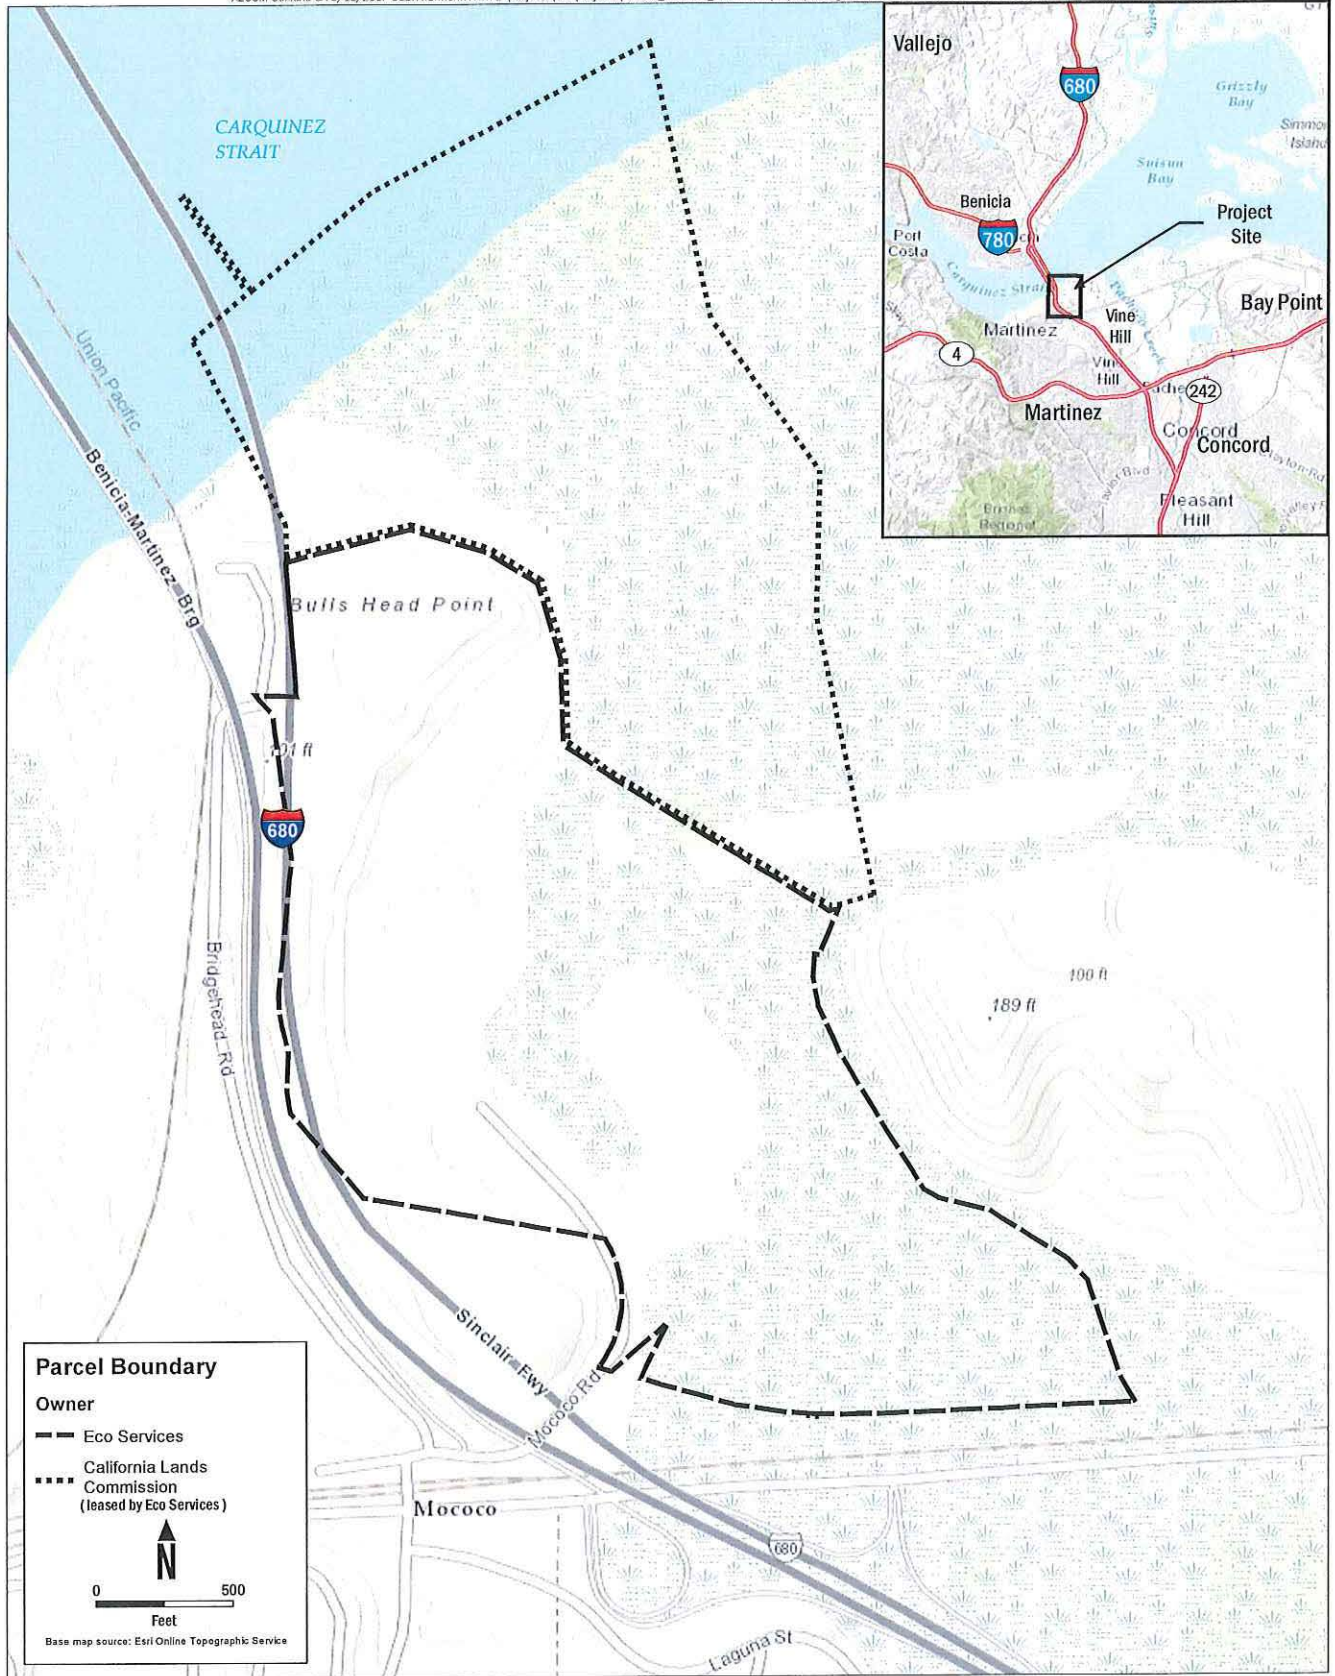 CARQUINEZ
STRAIT
Union Pacific
Benicia-Martinez Brg
Bulls Head Point
101 ft
680
Bridgehead Rd
100 ft
189 ft
Sinclair Fwy
Mococo Rd
Mococo
680
Laguna St
Vallejo
680
Grizzly
Bay
Suisun
Bay
Benicia
780
Port
Costa
Project
Site
Carquinez Strait
Martinez
Vine
Hill
Bay Point
4
Vine
Hill
242
Martinez
Concord
Concord
Pleasant
Hill
Parcel Boundary
Owner
Eco Services
California Lands
Commission
( leased by Eco Services )
N
0 500
Feet
Base map source: Esri Online Topographic Service